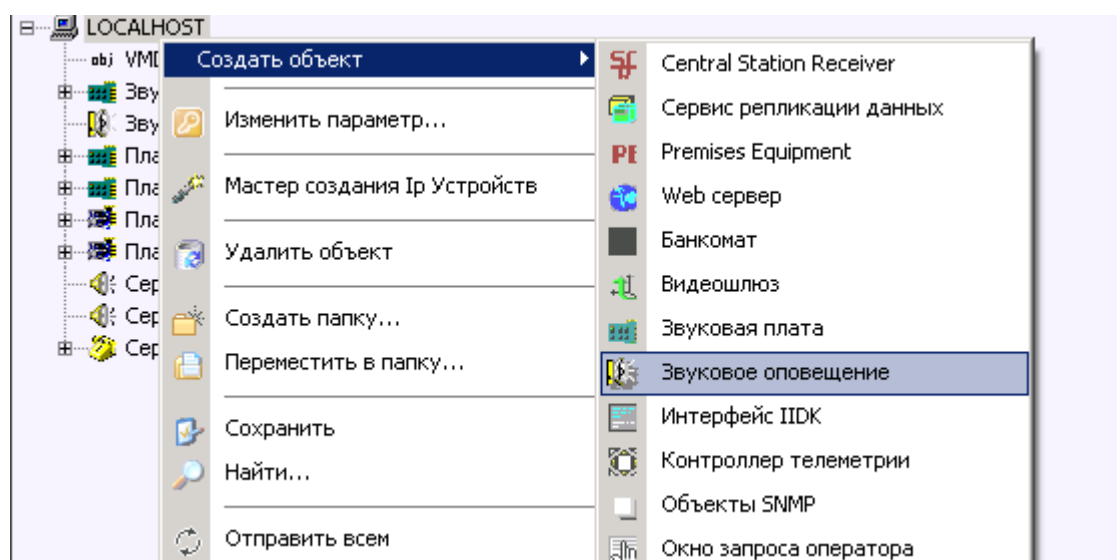 LOCALHOST
obj VMD
Зву
Зву
Пла
Пла
Пла
Пла
Сер
Сер
Сер
Создать объект
Изменить параметр...
Мастер создания Ip Устройств
Удалить объект
Создать папку...
Переместить в папку...
Сохранить
Найти...
Отправить всем
Central Station Receiver
Сервис репликации данных
PE Premises Equipment
Web сервер
Банкомат
Видеошлюз
Звуковая плата
Звуковое оповещение
Интерфейс IIDK
Контроллер телеметрии
Объекты SNMP
Окно запроса оператора